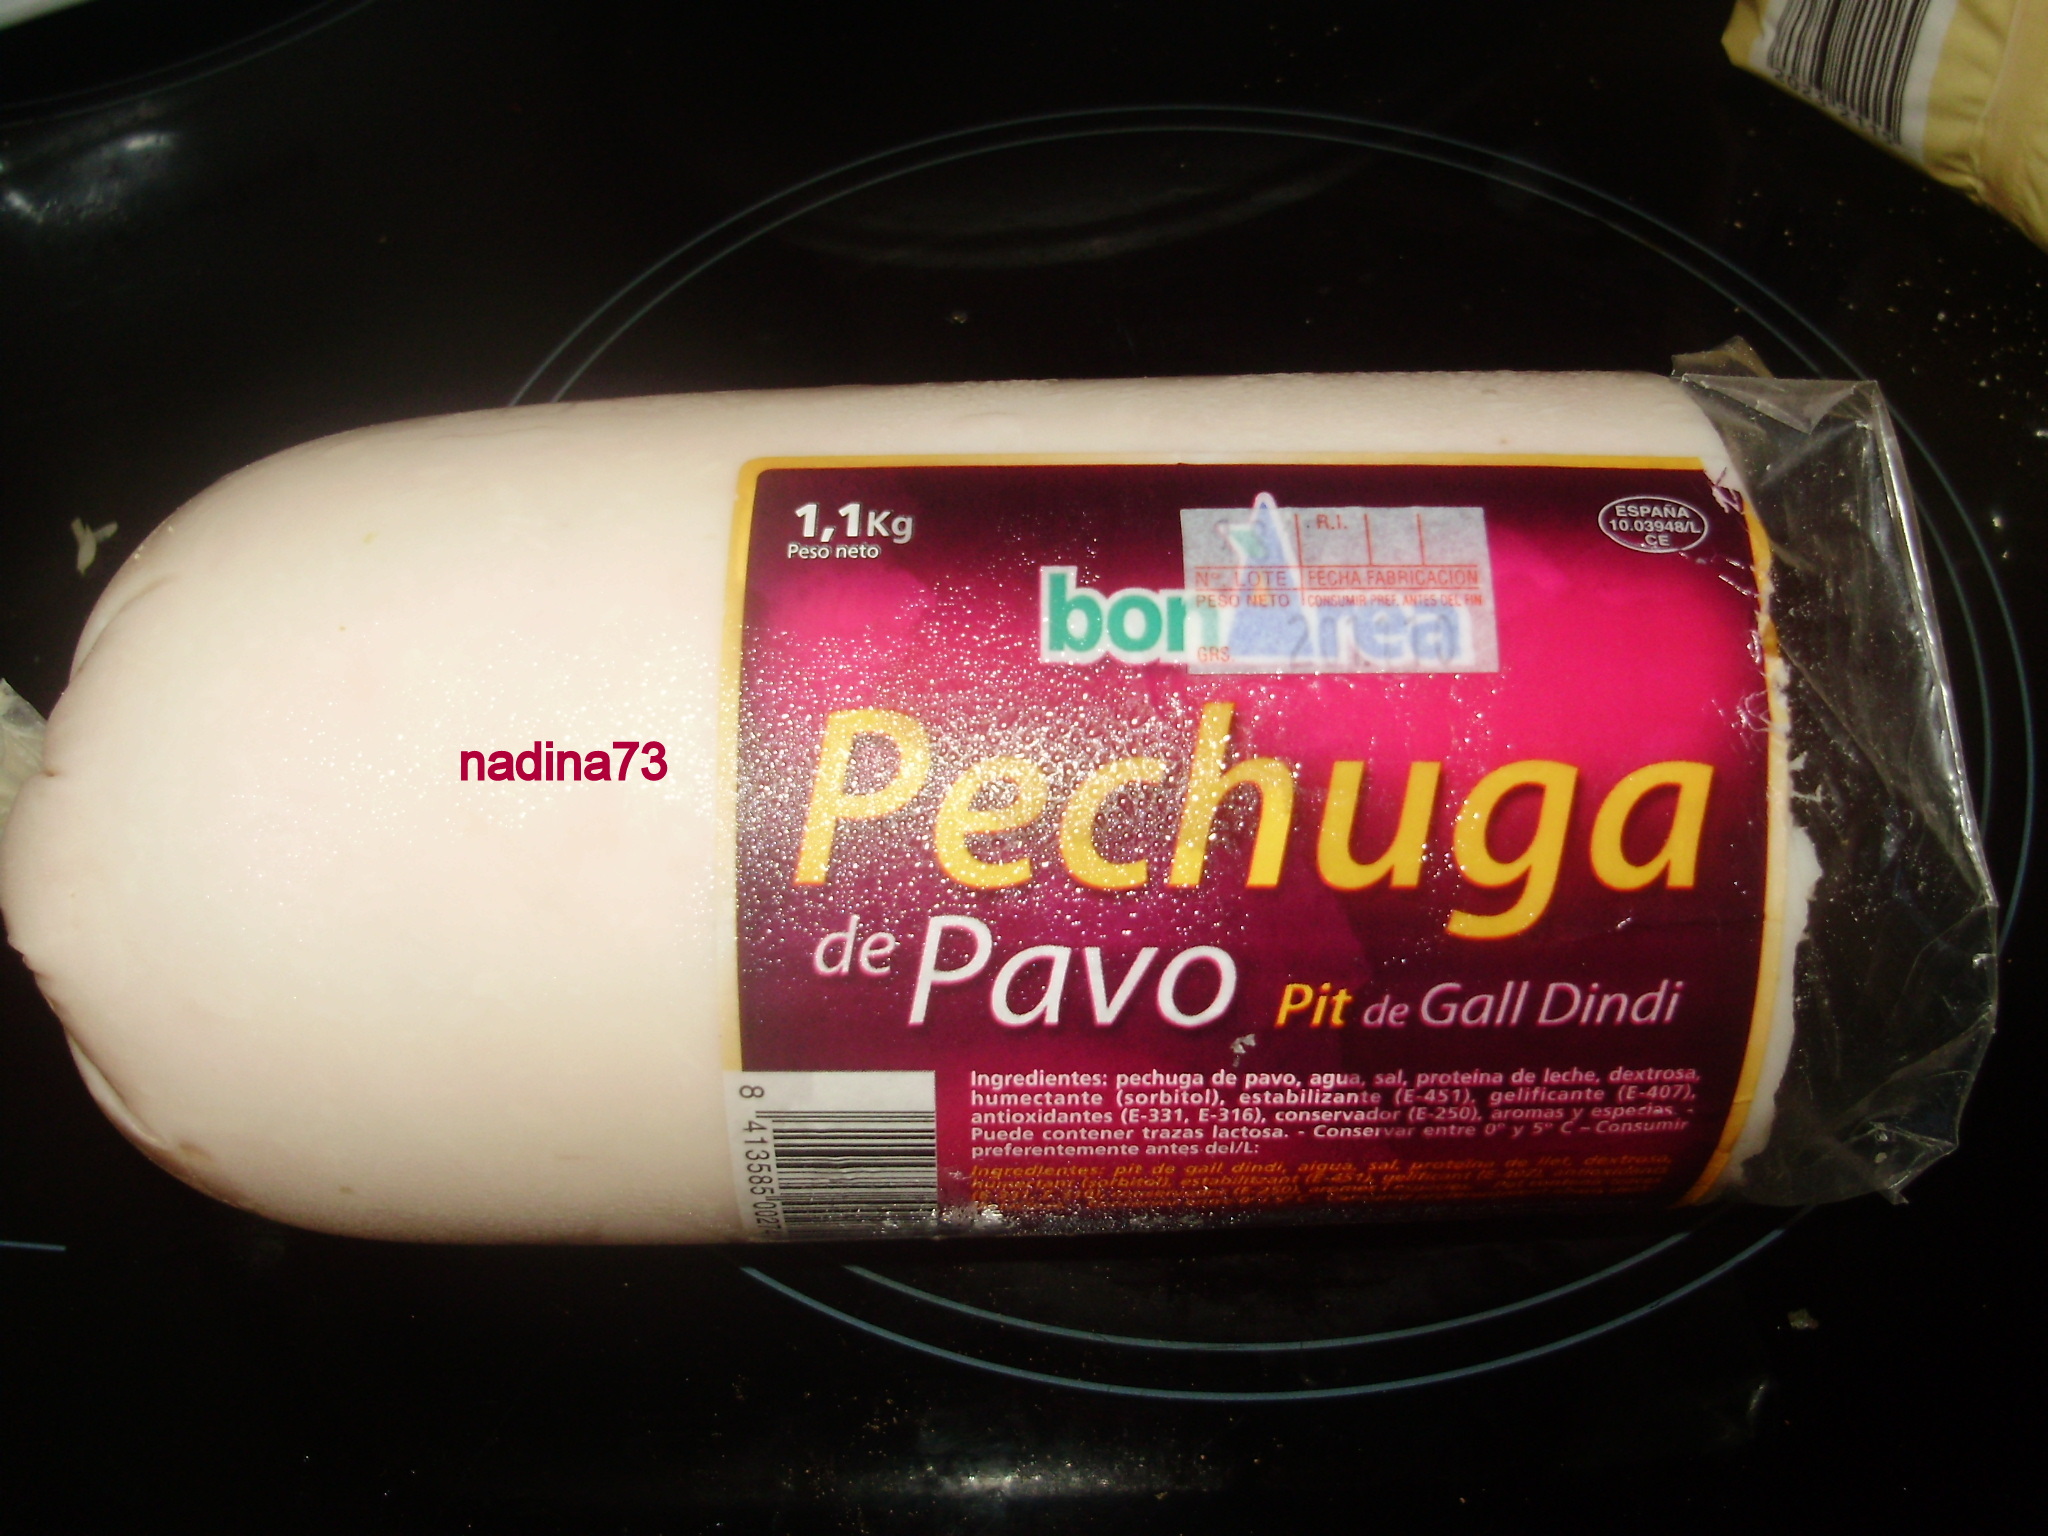 1,1Kg
Peso neto
bonÀrea
R.I.
Nº LOTE
FECHA FABRICACION
PESO NETO
CONSUMIR PREF. ANTES DEL FIN
GRS.
ESPAÑA
10.03948/L
CE
nadina73
Pechuga
de Pavo
Pit de Gall Dindi
Ingredientes: pechuga de pavo, agua, sal, proteína de leche, dextrosa,
humectante (sorbitol), estabilizante (E-451), gelificante (E-407),
antioxidantes (E-331, E-316), conservador (E-250), aromas y especias. -
Puede contener trazas lactosa. - Conservar entre 0º y 5º C - Consumir
preferentemente antes del/L:
Ingredientes: pit de gall dindi, aigua, sal, proteína de llet, dextrosa,
8 413585 002